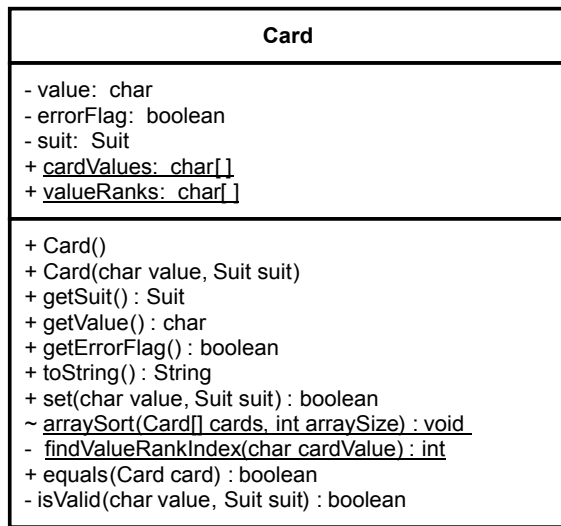 Card
- value: char
- errorFlag: boolean
- suit: Suit
+ cardValues: char[ ]
+ valueRanks: char[ ]
+ Card()
+ Card(char value, Suit suit)
+ getSuit() : Suit
+ getValue() : char
+ getErrorFlag() : boolean
+ toString() : String
+ set(char value, Suit suit) : boolean
~ arraySort(Card[] cards, int arraySize) : void
- findValueRankIndex(char cardValue) : int
+ equals(Card card) : boolean
- isValid(char value, Suit suit) : boolean